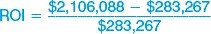 ROI = $2,106,088 − $283,267
$283,267